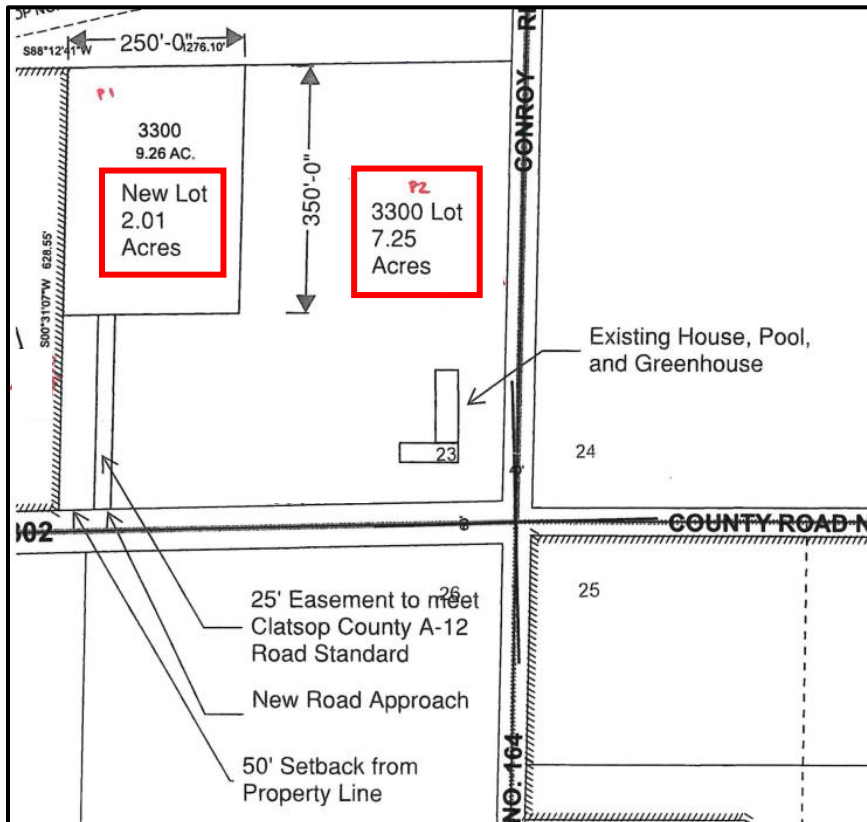 S88°12'41"W
250'-0"
1276.10'
CONROY
P1
3300
9.26 AC.
New Lot
2.01
Acres
350'-0"
P2
3300 Lot
7.25
Acres
S00°31'07"W 628.55'
Existing House, Pool,
and Greenhouse
23
24
COUNTY ROAD N
26
25
25' Easement to meet
Clatsop County A-12
Road Standard
New Road Approach
50' Setback from
Property Line
NO. 164